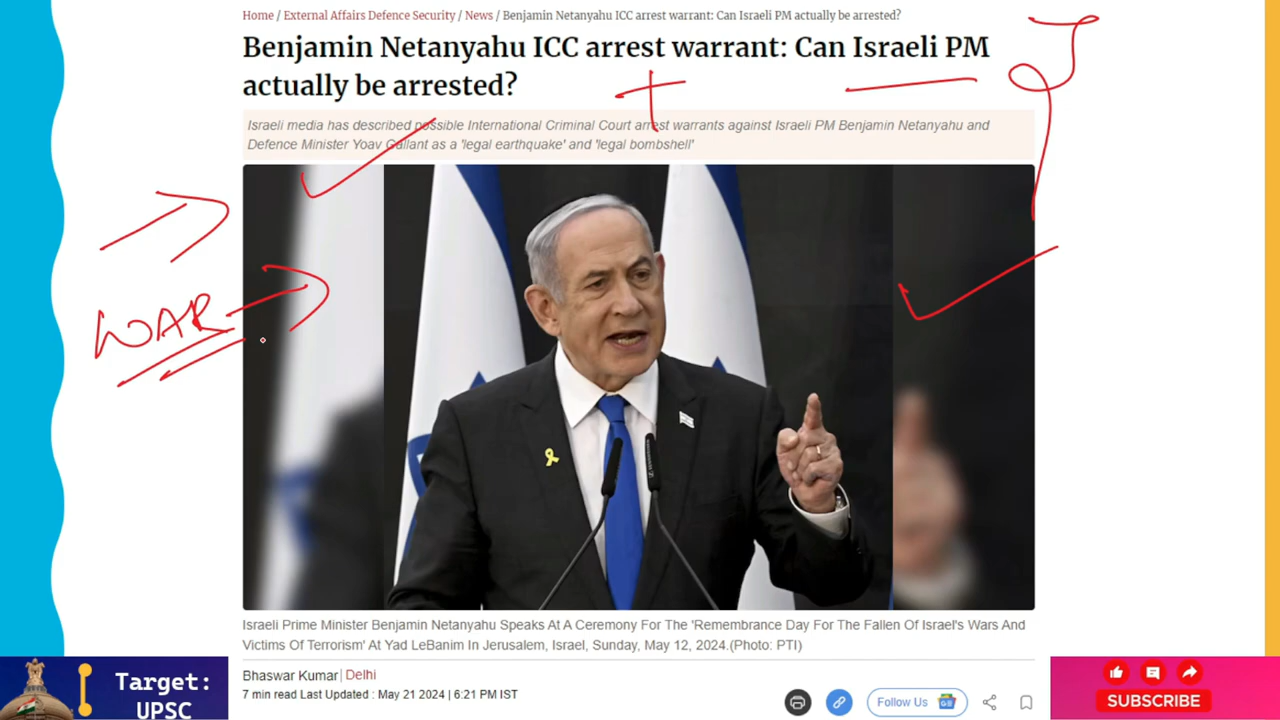 Home / External Affairs Defence Security / News / Benjamin Netanyahu ICC arrest warrant: Can Israeli PM actually be arrested?
Benjamin Netanyahu ICC arrest warrant: Can Israeli PM
actually be arrested?
Israeli media has described possible International Criminal Court arrest warrants against Israeli PM Benjamin Netanyahu and
Defence Minister Yoav Gallant as a 'legal earthquake' and 'legal bombshell'
WAR
Israeli Prime Minister Benjamin Netanyahu Speaks At A Ceremony For The 'Remembrance Day For The Fallen Of Israel's Wars And
Victims Of Terrorism' At Yad LeBanim In Jerusalem, Israel, Sunday, May 12, 2024.(Photo: PTI)
Bhaswar Kumar | Delhi
7 min read Last Updated : May 21 2024 | 6:21 PM IST
Follow Us
Target:
UPSC
SUBSCRIBE